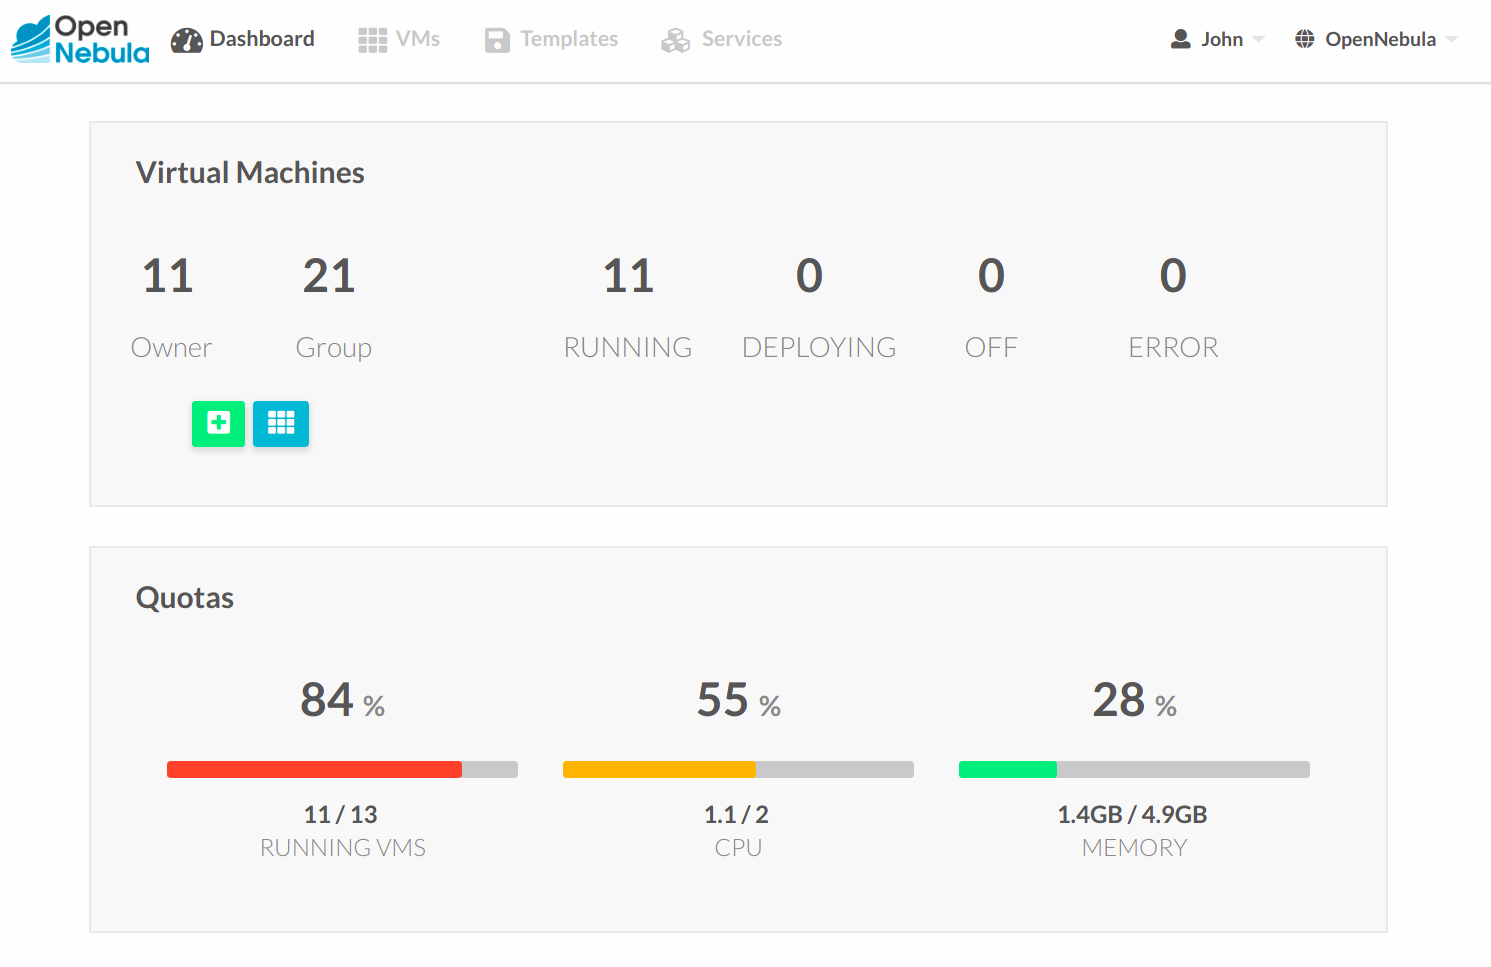 Open
Nebula
Dashboard VMs Templates Services John OpenNebula
Virtual Machines
11 21 11 0 0 0
Owner Group RUNNING DEPLOYING OFF ERROR
Quotas
84 % 55 % 28 %
11 / 13 1.1 / 2 1.4GB / 4.9GB
RUNNING VMS CPU MEMORY